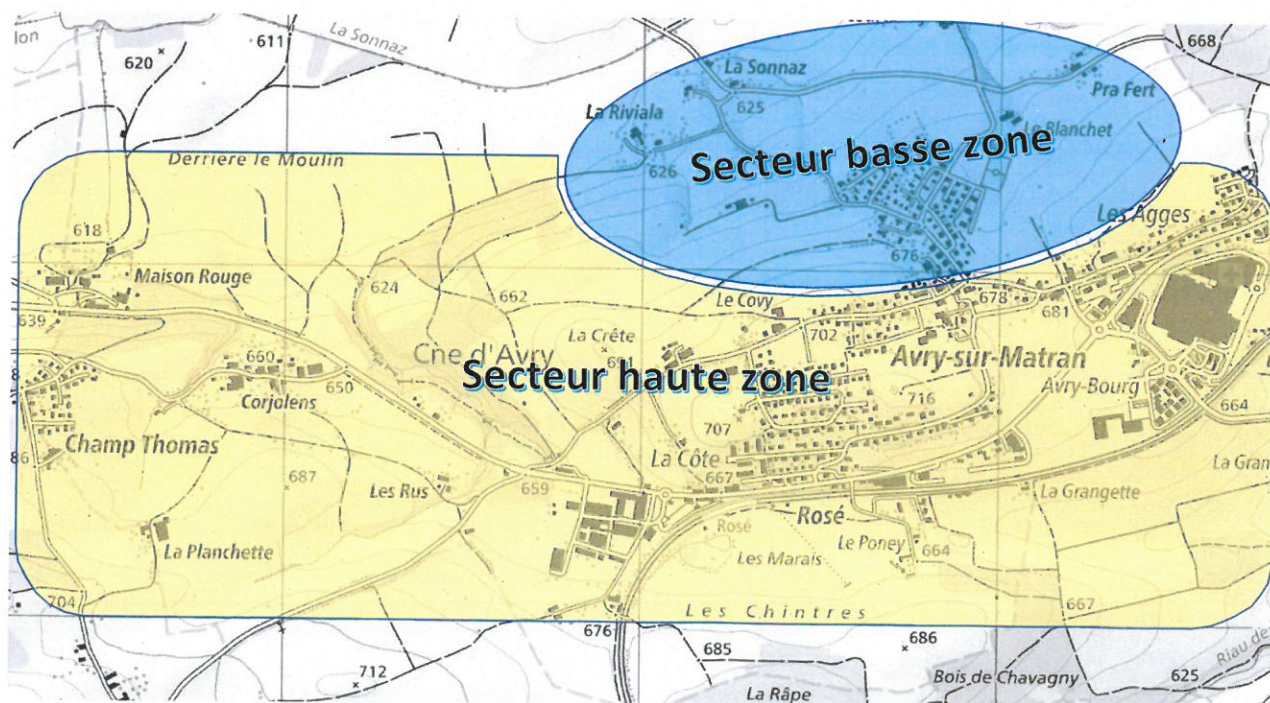 611
La Sonnaz
668
lon
620
La Sonnaz
625
Pra Fert
La Riviala
Le Blanchet
Secteur basse zone
Derrière le Moulin
626
618
Les Agges
676
Maison Rouge
624
662
Le Covy
678
681
639
La Crête
702
660
Cne d'Avry
691
Avry-sur-Matran
Secteur haute zone
650
Avry-Bourg
Corjolens
716
664
707
Champ Thomas
La Côte
86
687
667
La Gran
Les Rus
659
La Grangette
Rosé
Rosé
La Planchette
Les Marais
Le Poney
664
704
667
Les Chintres
676
685
686
Riau de
712
Bois de Chavagny
625
La Râpe